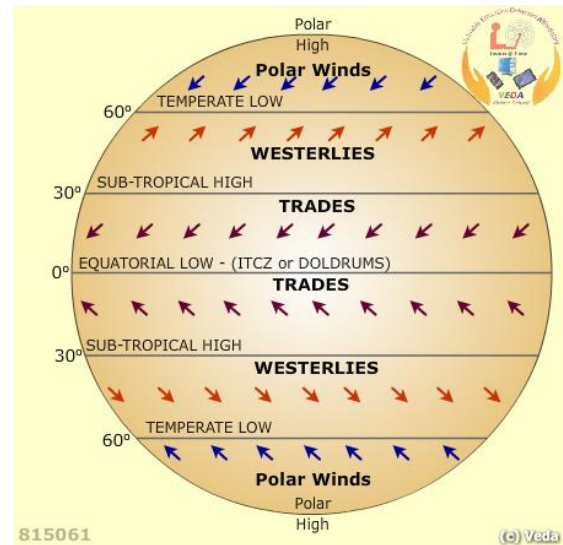 Polar
High
Polar Winds
TEMPERATE LOW
60º
WESTERLIES
SUB-TROPICAL HIGH
30º
TRADES
EQUATORIAL LOW - (ITCZ or DOLDRUMS)
0º
TRADES
SUB-TROPICAL HIGH
30º
WESTERLIES
TEMPERATE LOW
60º
Polar Winds
Polar
High
VEDA
815061
(c) Veda